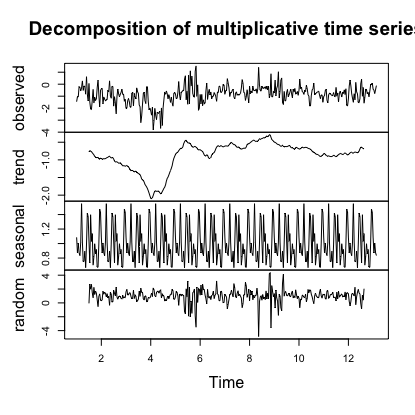 Decomposition of multiplicative time series
observed
0
-2
-4
trend
-1.0
-2.0
seasonal
1.2
0.8
random
4
0
-4
2 4 6 8 10 12
Time